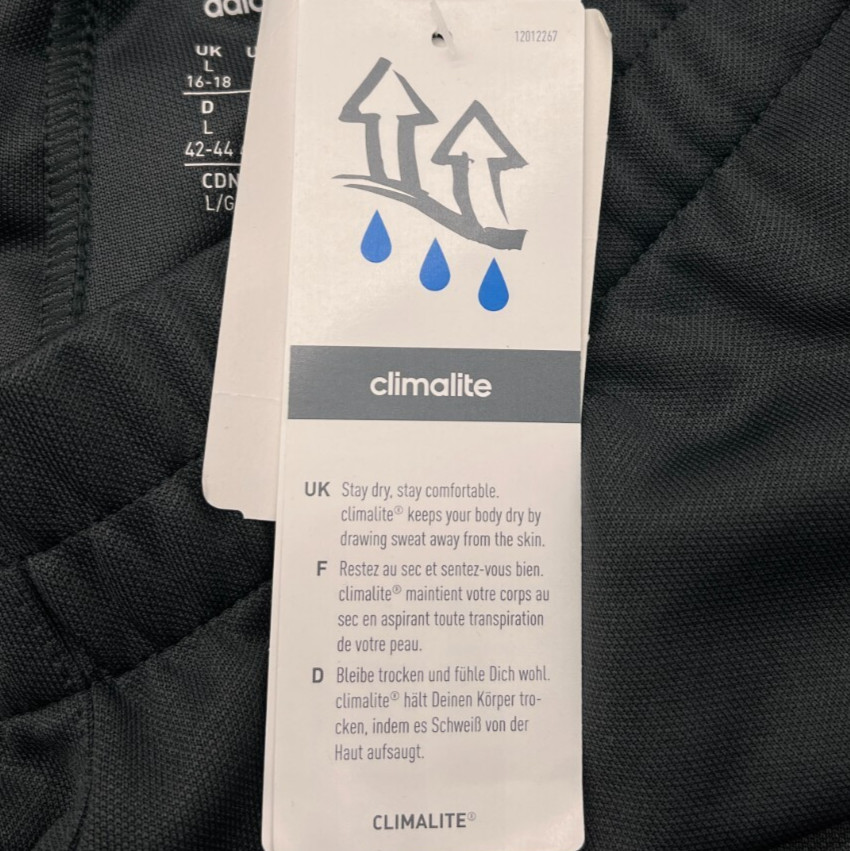 UK
L
16-18
D
L
42-44
CDN
L/G
12012267
climalite
UK Stay dry, stay comfortable.
climalite® keeps your body dry by
drawing sweat away from the skin.
F Restez au sec et sentez-vous bien.
climalite® maintient votre corps au
sec en aspirant toute transpiration
de votre peau.
D Bleibe trocken und fühle Dich wohl.
climalite® hält Deinen Körper tro-
cken, indem es Schweiß von der
Haut aufsaugt.
CLIMALITE®